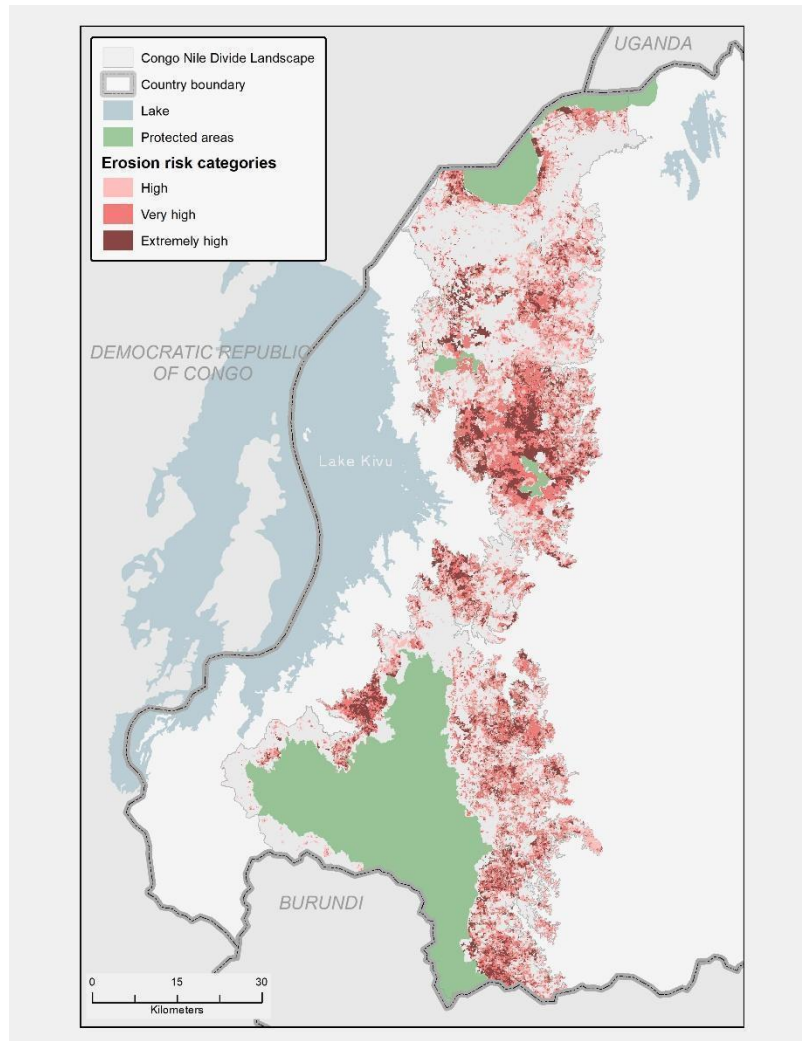 UGANDA
Congo Nile Divide Landscape
Country boundary
Lake
Protected areas
Erosion risk categories
High
Very high
Extremely high
DEMOCRATIC REPUBLIC
OF CONGO
Lake Kivu
BURUNDI
0 15 30
Kilometers